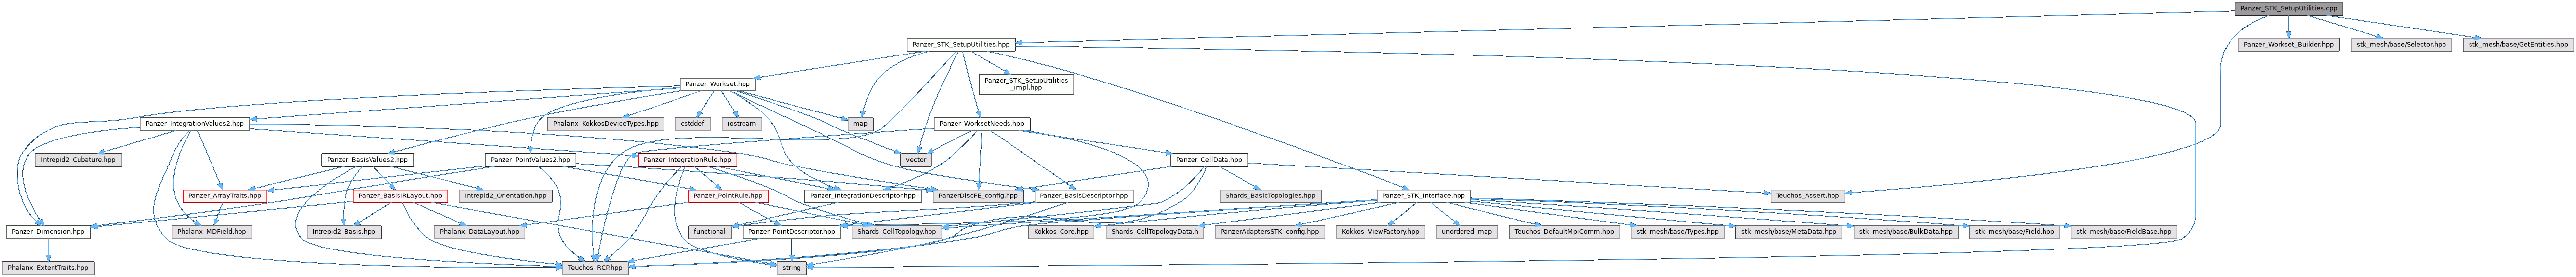 Panzer_STK_SetupUtilities.cpp
Panzer_STK_SetupUtilities.hpp
Panzer_Workset_Builder.hpp
stk_mesh/base/Selector.hpp
stk_mesh/base/GetEntities.hpp
Panzer_Workset.hpp
Panzer_STK_SetupUtilities
_impl.hpp
Panzer_IntegrationValues2.hpp
Phalanx_KokkosDeviceTypes.hpp
cstddef
iostream
map
Panzer_WorksetNeeds.hpp
Intrepid2_Cubature.hpp
Panzer_BasisValues2.hpp
Panzer_PointValues2.hpp
Panzer_IntegrationRule.hpp
vector
Panzer_CellData.hpp
Panzer_ArrayTraits.hpp
Panzer_BasisIRLayout.hpp
Intrepid2_Orientation.hpp
Panzer_PointRule.hpp
Panzer_IntegrationDescriptor.hpp
PanzerDiscFE_config.hpp
Panzer_BasisDescriptor.hpp
Shards_BasicTopologies.hpp
Panzer_STK_Interface.hpp
Teuchos_Assert.hpp
Panzer_Dimension.hpp
Phalanx_MDField.hpp
Intrepid2_Basis.hpp
Phalanx_DataLayout.hpp
functional
Panzer_PointDescriptor.hpp
Shards_CellTopology.hpp
Kokkos_Core.hpp
Shards_CellTopologyData.h
PanzerAdaptersSTK_config.hpp
Kokkos_ViewFactory.hpp
unordered_map
Teuchos_DefaultMpiComm.hpp
stk_mesh/base/Types.hpp
stk_mesh/base/MetaData.hpp
stk_mesh/base/BulkData.hpp
stk_mesh/base/Field.hpp
stk_mesh/base/FieldBase.hpp
Phalanx_ExtentTraits.hpp
Teuchos_RCP.hpp
string